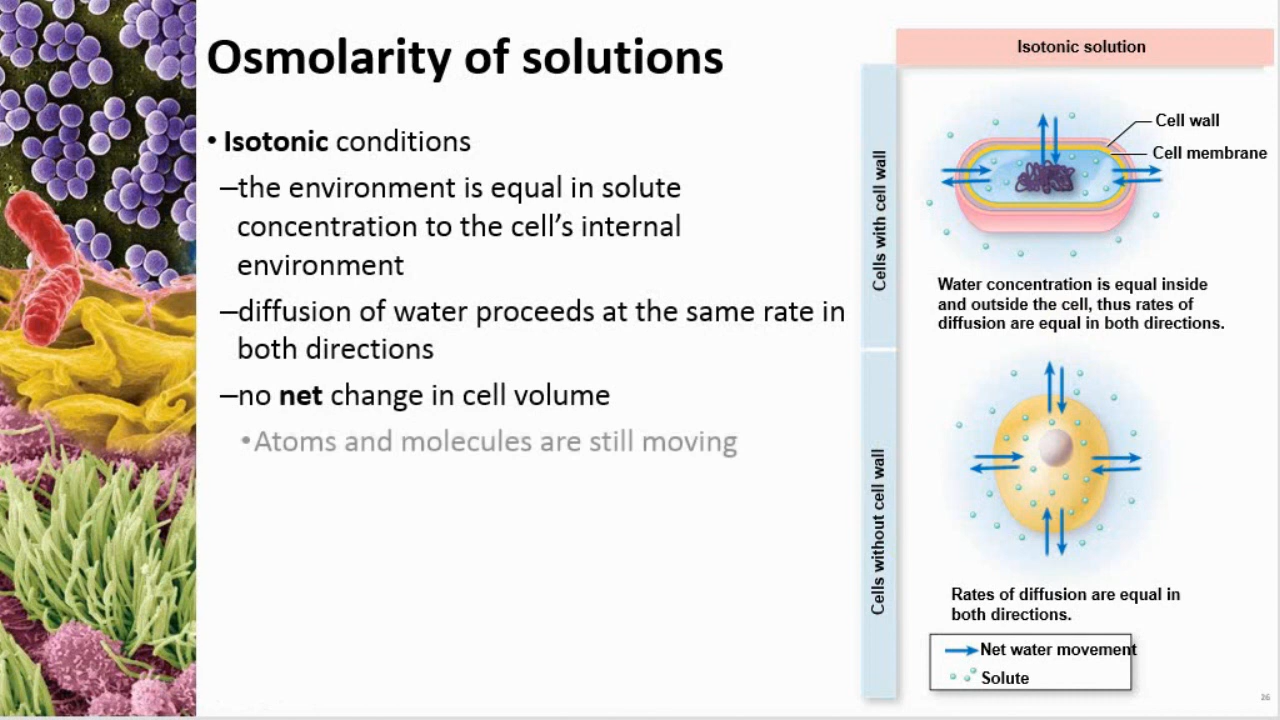 Osmolarity of solutions
• Isotonic conditions
–the environment is equal in solute
concentration to the cell’s internal
environment
–diffusion of water proceeds at the same rate in
both directions
–no net change in cell volume
•Atoms and molecules are still moving
Isotonic solution
Cells with cell wall
Cell wall
Cell membrane
Water concentration is equal inside
and outside the cell, thus rates of
diffusion are equal in both directions.
Cells without cell wall
Rates of diffusion are equal in
both directions.
Net water movement
Solute
26